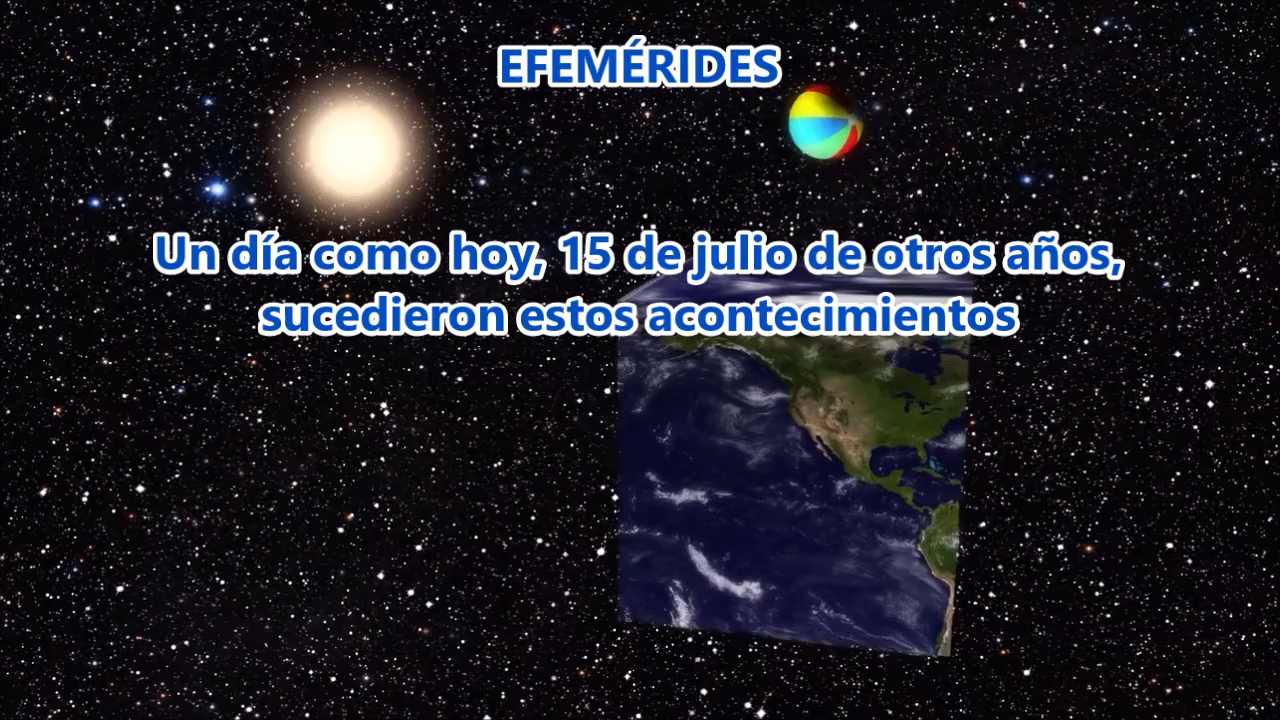 EFEMÉRIDES
Un día como hoy, 15 de julio de otros años,
sucedieron estos acontecimientos